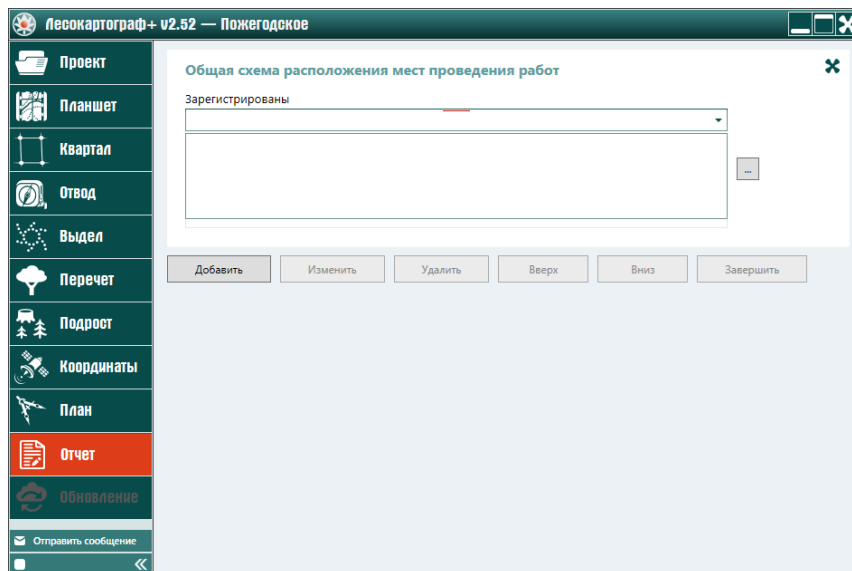 Лесокартограф+ v2.52 — Пожегодское
Проект
Планшет
Квартал
Отвод
Выдел
Перечет
Подрост
Координаты
План
Отчет
Обновление
Отправить сообщение
Общая схема расположения мест проведения работ
Зарегистрированы
...
Добавить
Изменить
Удалить
Вверх
Вниз
Завершить